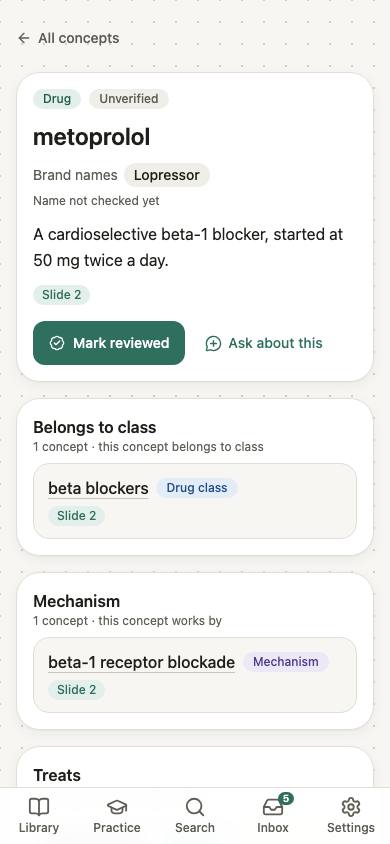 All concepts
Drug Unverified
metoprolol
Brand names Lopressor
Name not checked yet
A cardioselective beta-1 blocker, started at
50 mg twice a day.
Slide 2
Mark reviewed Ask about this
Belongs to class
1 concept · this concept belongs to class
beta blockers Drug class
Slide 2
Mechanism
1 concept · this concept works by
beta-1 receptor blockade Mechanism
Slide 2
Treats
5
Library Practice Search Inbox Settings